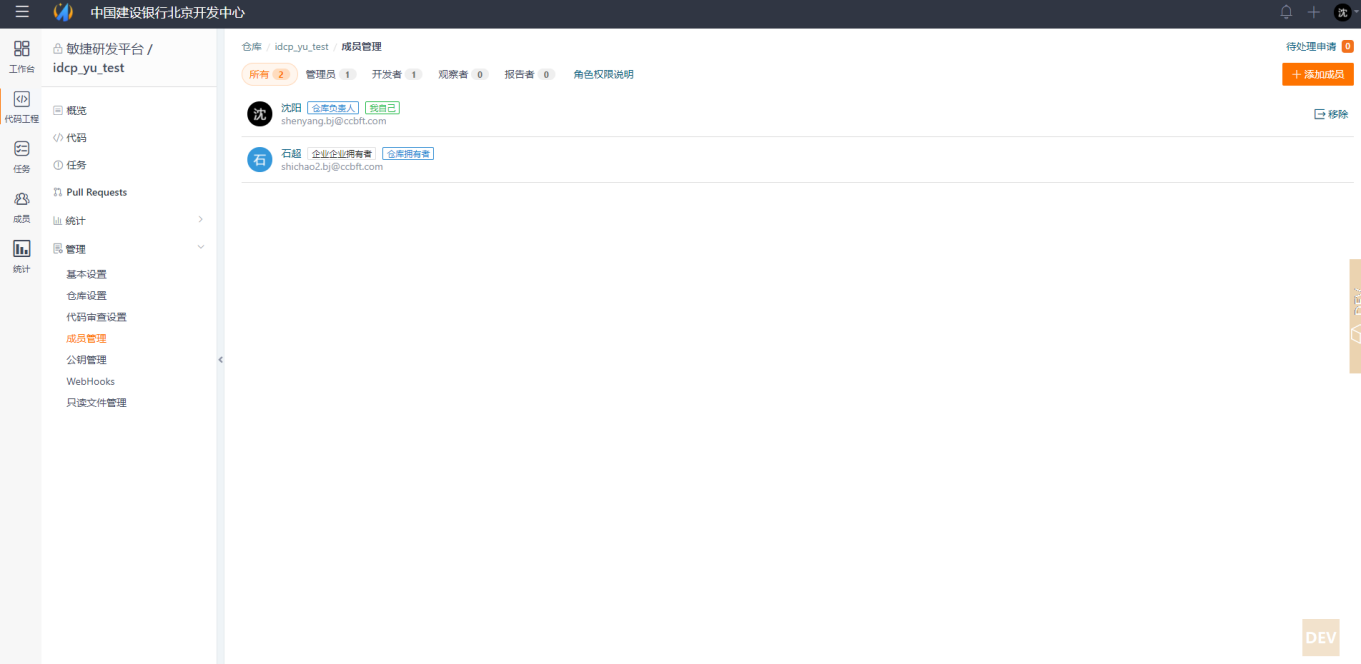 中国建设银行北京开发中心
沈
工作台
代码工程
任务
成员
统计
敏捷研发平台 /
idcp_yu_test
概览
代码
任务
Pull Requests
统计
管理
基本设置
仓库设置
代码审查设置
成员管理
公钥管理
WebHooks
只读文件管理
仓库 / idcp_yu_test / 成员管理
待处理申请 0
所有 2 管理员 1 开发者 1 观察者 0 报告者 0 角色权限说明
+ 添加成员
沈 沈阳 仓库负责人 我自己
shenyang.bj@ccbft.com
移除
石 石超 企业企业拥有者 仓库拥有者
shichao2.bj@ccbft.com
DEV